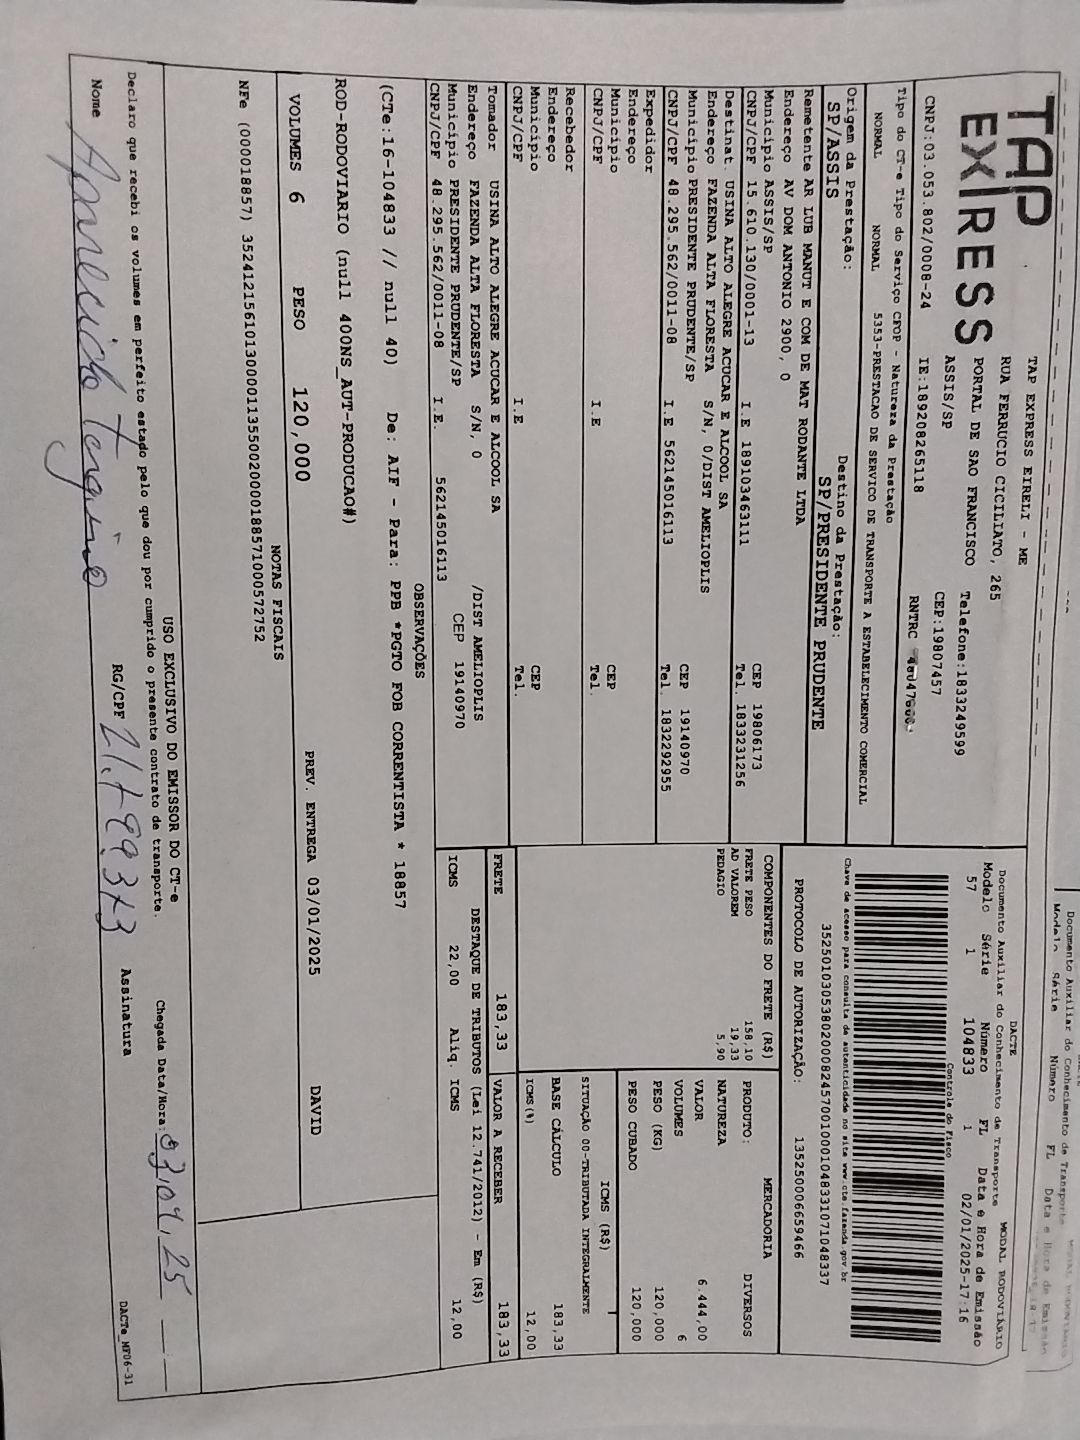 TAP
EXPRESS
TAP EXPRESS EIRELI - ME
RUA FERRUCIO CICILIATO, 265
PORTAL DE SAO FRANCISCO
ASSIS/SP
Telefone:1833249599
CEP:19807457
CNPJ:03.053.802/0008-24
IE:189208265118
RNTRC
Tipo do CT-e Tipo do Serviço CFOP - Natureza da Prestação
NORMAL NORMAL 5353-PRESTACAO DE SERVICO DE TRANSPORTE A ESTABELECIMENTO COMERCIAL
Origem da Prestação: Destino da Prestação:
SP/ASSIS SP/PRESIDENTE PRUDENTE
Remetente AR LUB MANUT E COM DE MAT RODANTE LTDA
Endereço AV DOM ANTONIO 2900, 0
Município ASSIS/SP CEP 19806173
CNPJ/CPF 15.610.130/0001-13 I.E 189103463111 Tel. 1833231256
Destinat. USINA ALTO ALEGRE ACUCAR E ALCOOL SA
Endereço FAZENDA ALTA FLORESTA S/N, 0/DIST AMELIOPLIS
Município PRESIDENTE PRUDENTE/SP CEP 19140970
CNPJ/CPF 48.295.562/0011-08 I.E 562145016113 Tel. 1832292955
Expedidor
Endereço
Município CEP
CNPJ/CPF I.E Tel.
Recebedor
Endereço
Município CEP
CNPJ/CPF I.E Tel.
Tomador USINA ALTO ALEGRE ACUCAR E ALCOOL SA
Endereço FAZENDA ALTA FLORESTA S/N, 0 /DIST AMELIOPLIS
Município PRESIDENTE PRUDENTE/SP CEP 19140970
CNPJ/CPF 48.295.562/0011-08 I.E. 562145016113
DACTE
Documento Auxiliar do Conhecimento de Transporte MODAL RODOVIÁRIO
Modelo Série Número FL Data e Hora de Emissão
57 1 104833 1 02/01/2025-17:16
Controle do Fisco
Chave de acesso para consulta de autenticidade no site www.cte.fazenda.gov.br
35250103053802000824570010001048331071048337
PROTOCOLO DE AUTORIZAÇÃO: 135250006659466
COMPONENTES DO FRETE (R$)
FRETE PESO 158,10
AD VALOREM 19,33
PEDAGIO 5,90
MERCADORIA
PRODUTO: DIVERSOS
NATUREZA
VALOR 6.444,00
VOLUMES 6
PESO (KG) 120,000
PESO CUBADO 120,000
ICMS (R$)
SITUAÇÃO 00-TRIBUTADA INTEGRALMENTE
BASE CÁLCULO 183,33
ICMS(%) 12,00
FRETE 183,33 VALOR A RECEBER 183,33
DESTAQUE DE TRIBUTOS (Lei 12.741/2012) - Em (R$)
ICMS 22,00 Aliq. ICMS 12,00
OBSERVAÇÕES
(CTe:16-104833 // null 40) De: AIF - Para: PPB *PGTO FOB CORRENTISTA * 18857
ROD-RODOVIARIO (null 400NS_AUT-PRODUCAO#)
VOLUMES 6 PESO 120,000 PREV. ENTREGA 03/01/2025 DAVID
NOTAS FISCAIS
NFe (000018857) 35241215610130000113550020000188571000572752
USO EXCLUSIVO DO EMISSOR DO CT-e
Declaro que recebi os volumes em perfeito estado pelo que dou por cumprido o presente contrato de transporte. Chegada Data/Hora: 03,01,25
Nome Aparecido RG/CPF Assinatura
DACTe_MF06-31
Documento Auxiliar do Conhecimento de Transporte
Modelo Série Número FL Data e Hora de Emissão